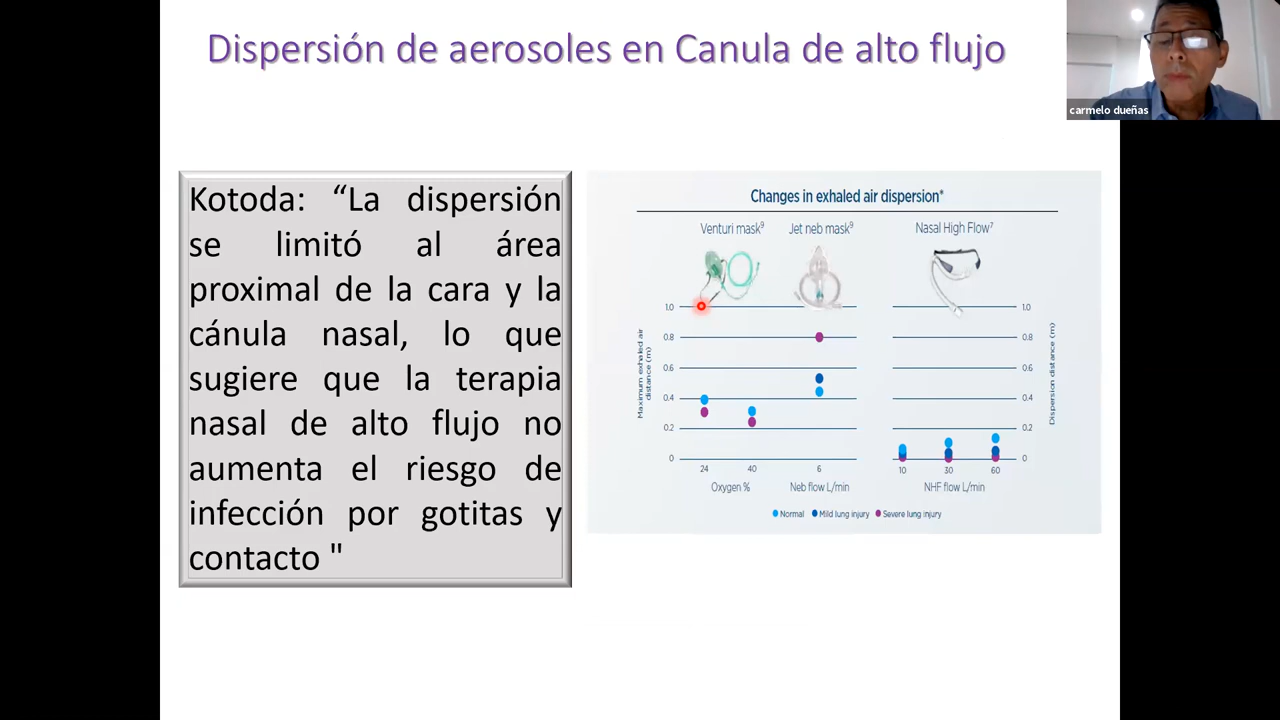 Dispersión de aerosoles en Canula de alto flujo
carmelo dueñas
Kotoda: “La dispersión
se limitó al área
proximal de la cara y la
cánula nasal, lo que
sugiere que la terapia
nasal de alto flujo no
aumenta el riesgo de
infección por gotitas y
contacto "
Changes in exhaled air dispersion*
Venturi mask⁹ Jet neb mask⁹ Nasal High Flow⁷
Maximum exhaled air
distance (m)
1.0
0.8
0.6
0.4
0.2
0
24 40 6
Oxygen % Neb flow L/min
1.0
0.8
0.6
0.4
0.2
0
Dispersion distance (m)
10 30 60
NHF flow L/min
Normal Mild lung injury Severe lung injury